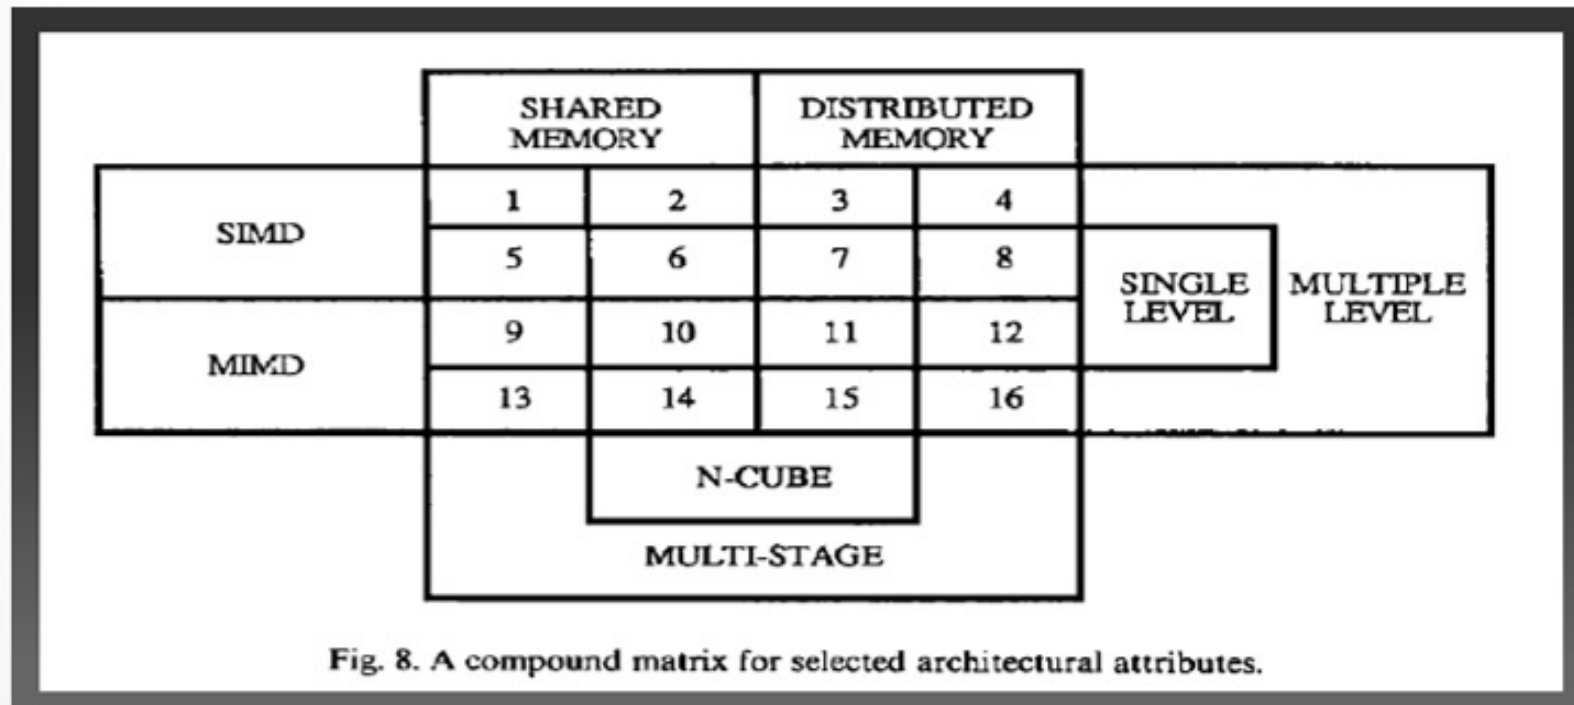 SHARED
MEMORY
DISTRIBUTED
MEMORY
SIMD
1 2 3 4
5 6 7 8
MIMD
9 10 11 12
13 14 15 16
SINGLE
LEVEL
MULTIPLE
LEVEL
N-CUBE
MULTI-STAGE
Fig. 8. A compound matrix for selected architectural attributes.